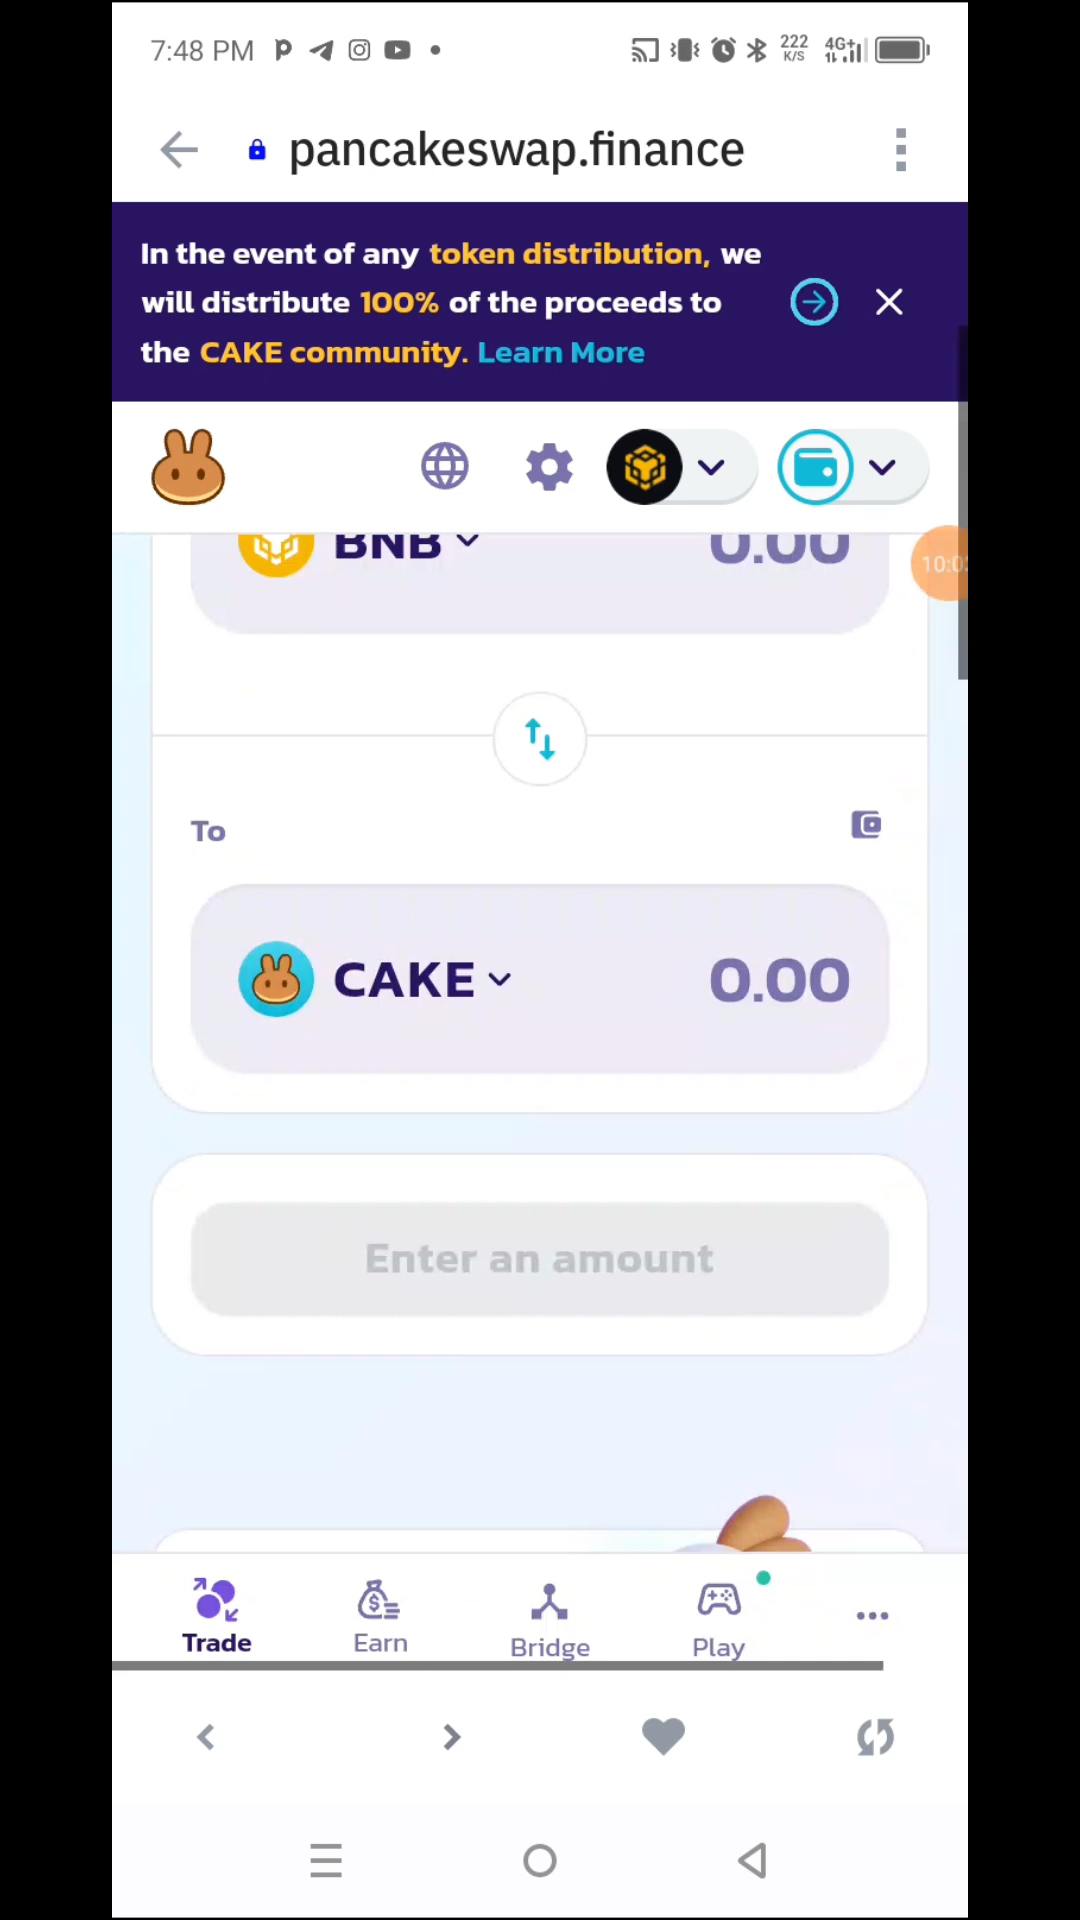 7:48 PM
222
K/S
4G+
pancakeswap.finance
In the event of any token distribution, we
will distribute 100% of the proceeds to
the CAKE community. Learn More
BNB
0.00
To
CAKE
0.00
Enter an amount
Trade
Earn
Bridge
Play